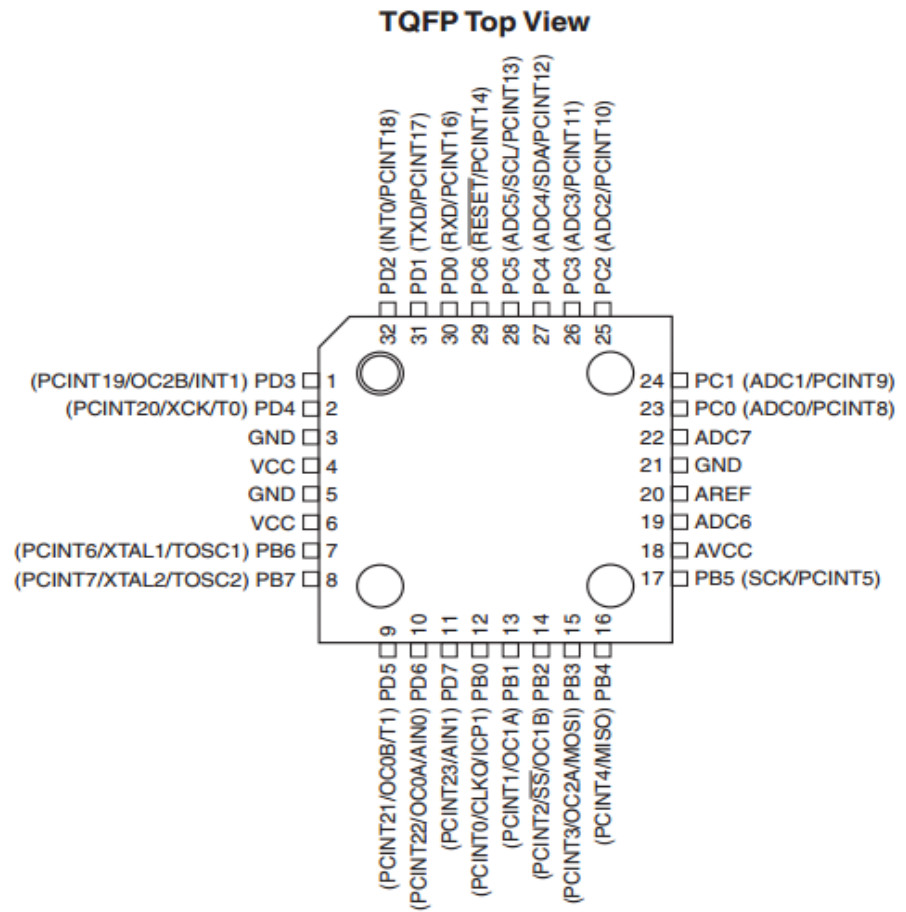 TQFP Top View
32 PD2 (INT0/PCINT18)
31 PD1 (TXD/PCINT17)
30 PD0 (RXD/PCINT16)
29 PC6 (RESET/PCINT14)
28 PC5 (ADC5/SCL/PCINT13)
27 PC4 (ADC4/SDA/PCINT12)
26 PC3 (ADC3/PCINT11)
25 PC2 (ADC2/PCINT10)
(PCINT19/OC2B/INT1) PD3 1
(PCINT20/XCK/T0) PD4 2
GND 3
VCC 4
GND 5
VCC 6
(PCINT6/XTAL1/TOSC1) PB6 7
(PCINT7/XTAL2/TOSC2) PB7 8
24 PC1 (ADC1/PCINT9)
23 PC0 (ADC0/PCINT8)
22 ADC7
21 GND
20 AREF
19 ADC6
18 AVCC
17 PB5 (SCK/PCINT5)
(PCINT21/OC0B/T1) PD5 9
(PCINT22/OC0A/AIN0) PD6 10
(PCINT23/AIN1) PD7 11
(PCINT0/CLKO/ICP1) PB0 12
(PCINT1/OC1A) PB1 13
(PCINT2/SS/OC1B) PB2 14
(PCINT3/OC2A/MOSI) PB3 15
(PCINT4/MISO) PB4 16